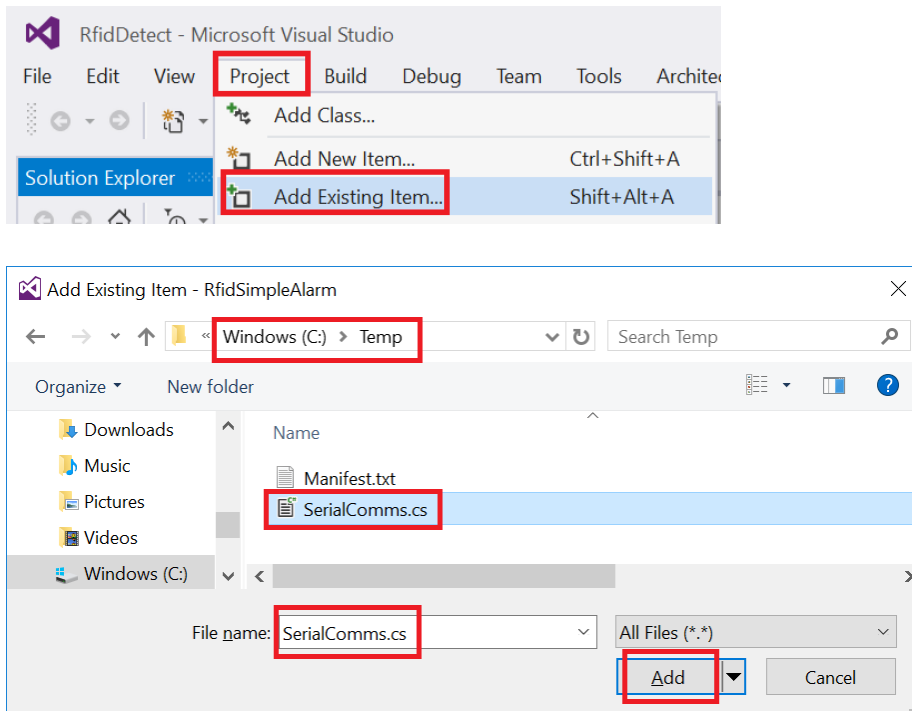 RfidDetect - Microsoft Visual Studio
File Edit View Project Build Debug Team Tools Architec
Add Class...
Add New Item... Ctrl+Shift+A
Solution Explorer
Add Existing Item... Shift+Alt+A
Add Existing Item - RfidSimpleAlarm
« Windows (C:) > Temp
Search Temp
Organize New folder
?
Downloads
Music
Pictures
Videos
Windows (C:)
Name
Manifest.txt
SerialComms.cs
File name: SerialComms.cs
All Files (*.*)
Add Cancel